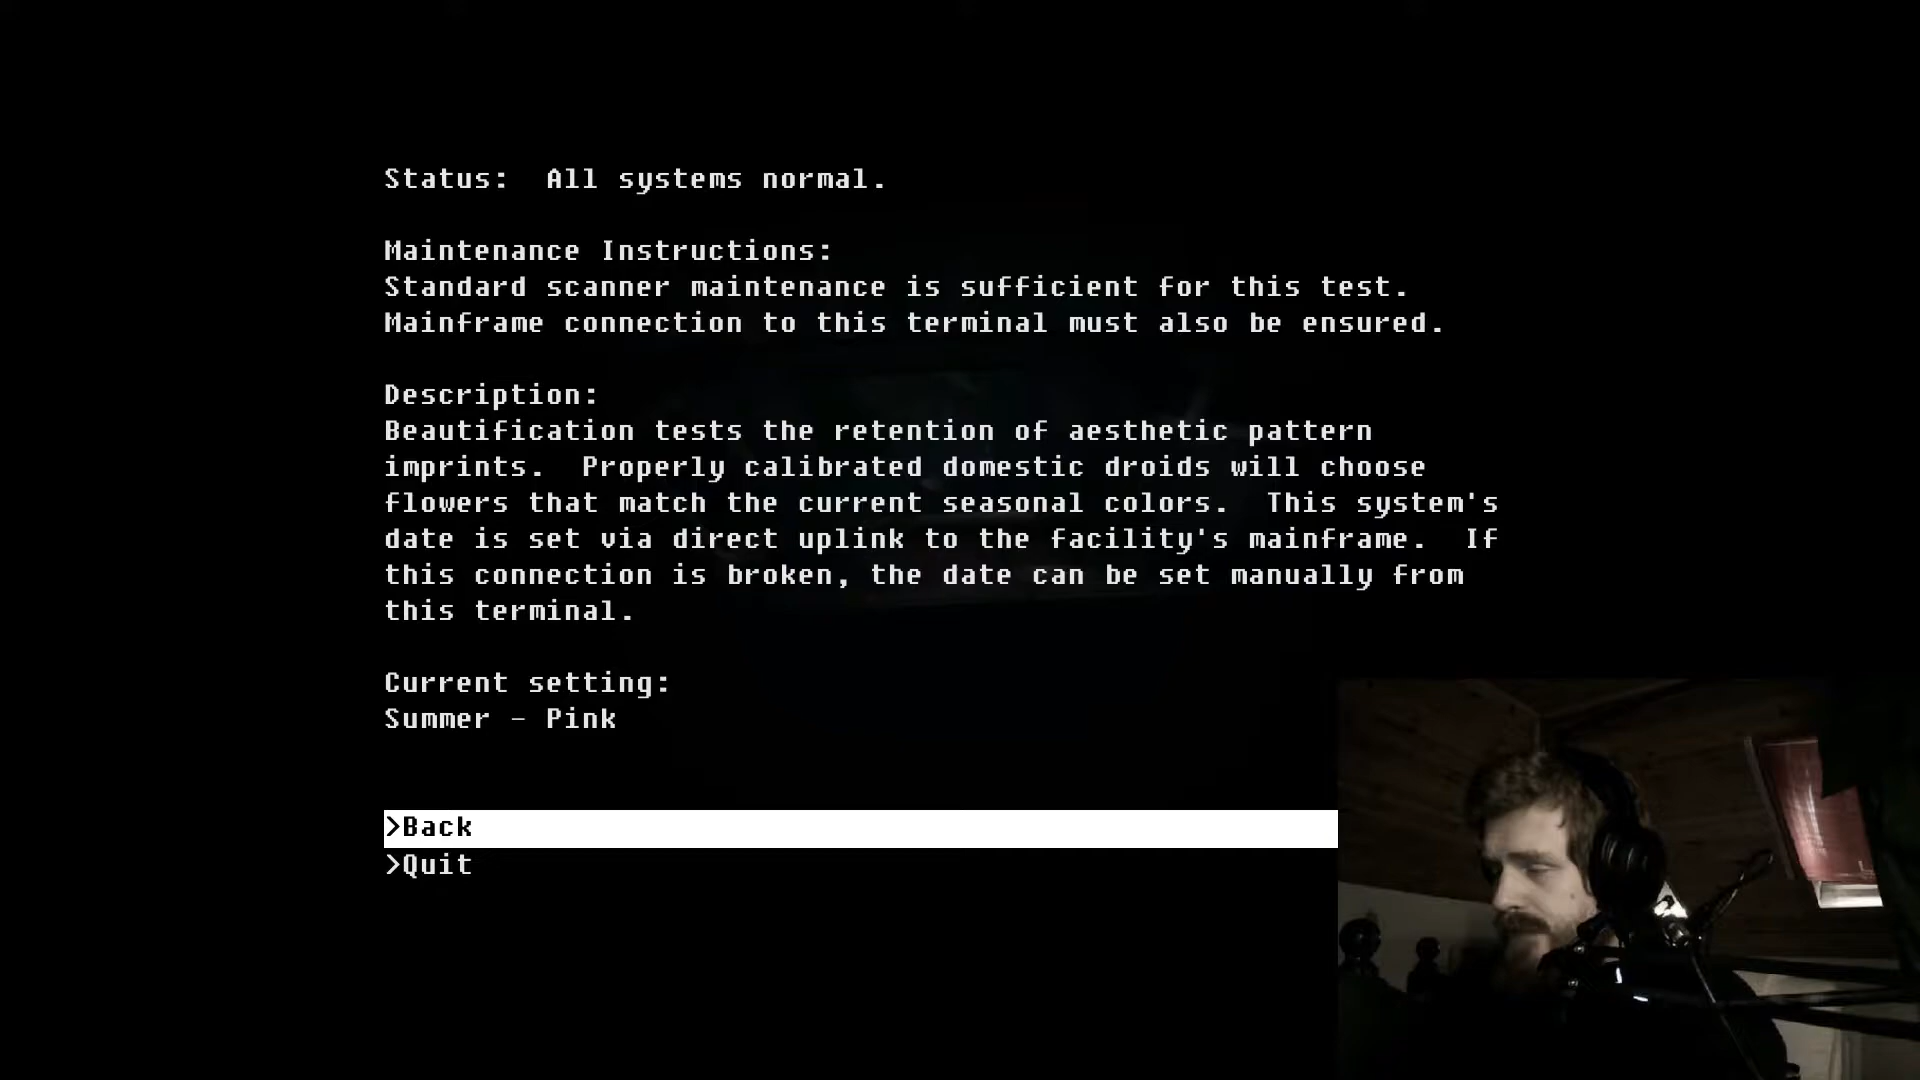 Status:  All systems normal.
Maintenance Instructions:
Standard scanner maintenance is sufficient for this test.
Mainframe connection to this terminal must also be ensured.
Description:
Beautification tests the retention of aesthetic pattern
imprints.  Properly calibrated domestic droids will choose
flowers that match the current seasonal colors.  This system's
date is set via direct uplink to the facility's mainframe.  If
this connection is broken, the date can be set manually from
this terminal.
Current setting:
Summer - Pink
>Back
>Quit